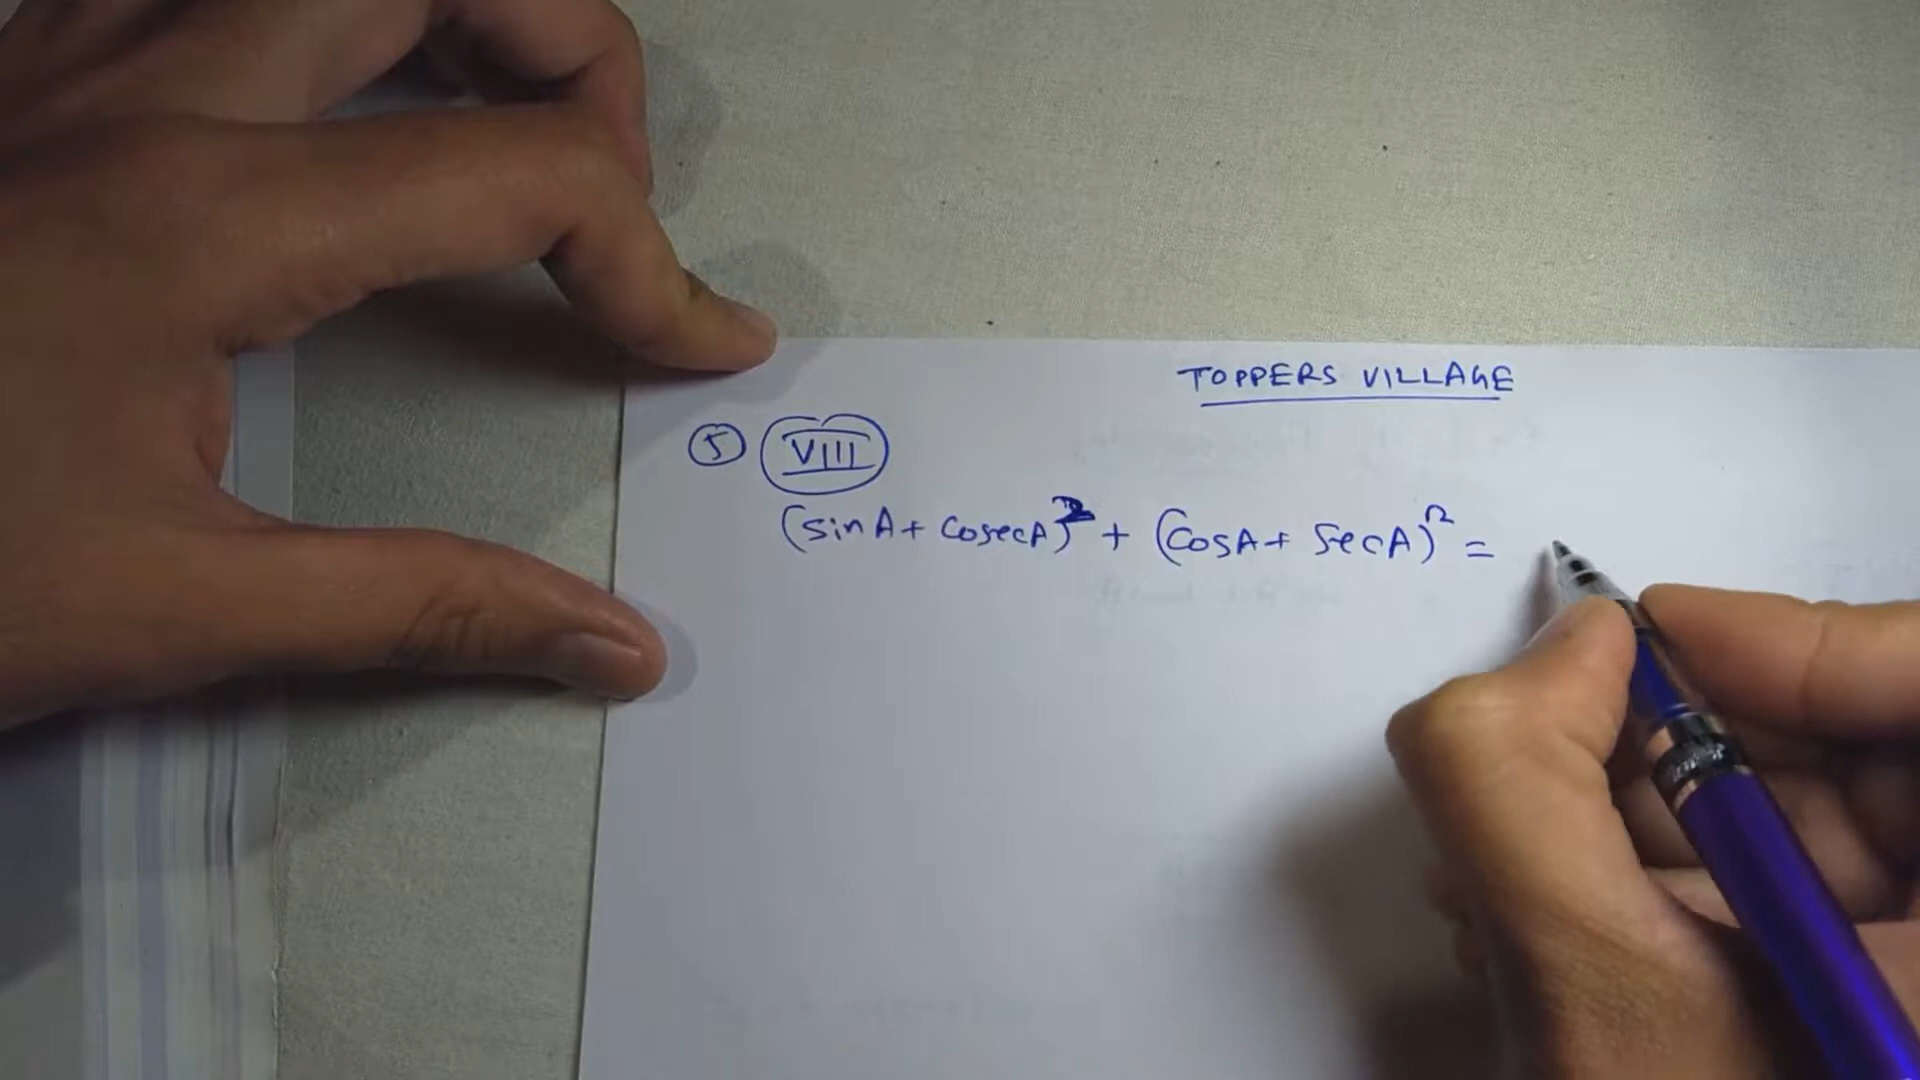 TOPPERS VILLAGE
5 VIII
(sinA + cosecA)² + (cosA + SecA)² =